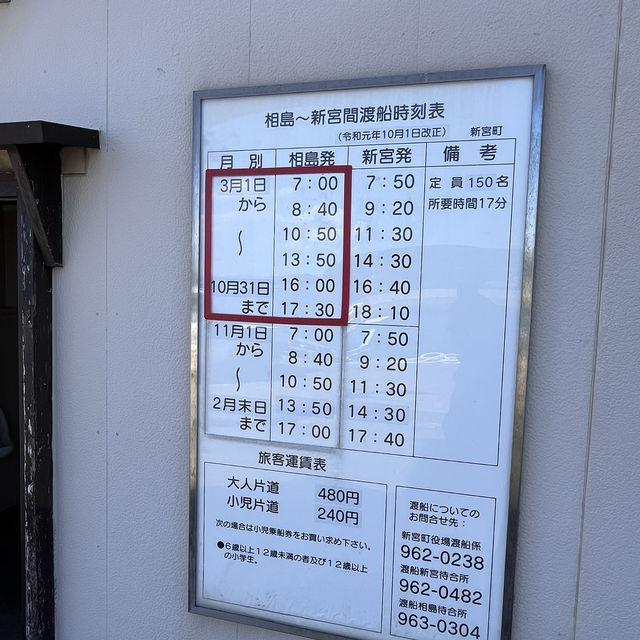 相島～新宮間渡船時刻表
（令和元年10月1日改正） 新宮町
月 別 相島発 新宮発 備 考
3月1日 7：00 7：50 定 員 150名
から 8：40 9：20 所要時間17分
～ 10：50 11：30
13：50 14：30
10月31日 16：00 16：40
まで 17：30 18：10
11月1日 7：00 7：50
から 8：40 9：20
～ 10：50 11：30
2月末日 13：50 14：30
まで 17：00 17：40
旅客運賃表
大人片道 480円
小児片道 240円
次の場合は小児乗船券をお買い求め下さい。
●6歳以上12歳未満の者及び12歳以上
の小学生。
渡船についての
お問合せ先：
新宮町役場渡船係
962-0238
渡船新宮待合所
962-0482
渡船相島待合所
963-0304